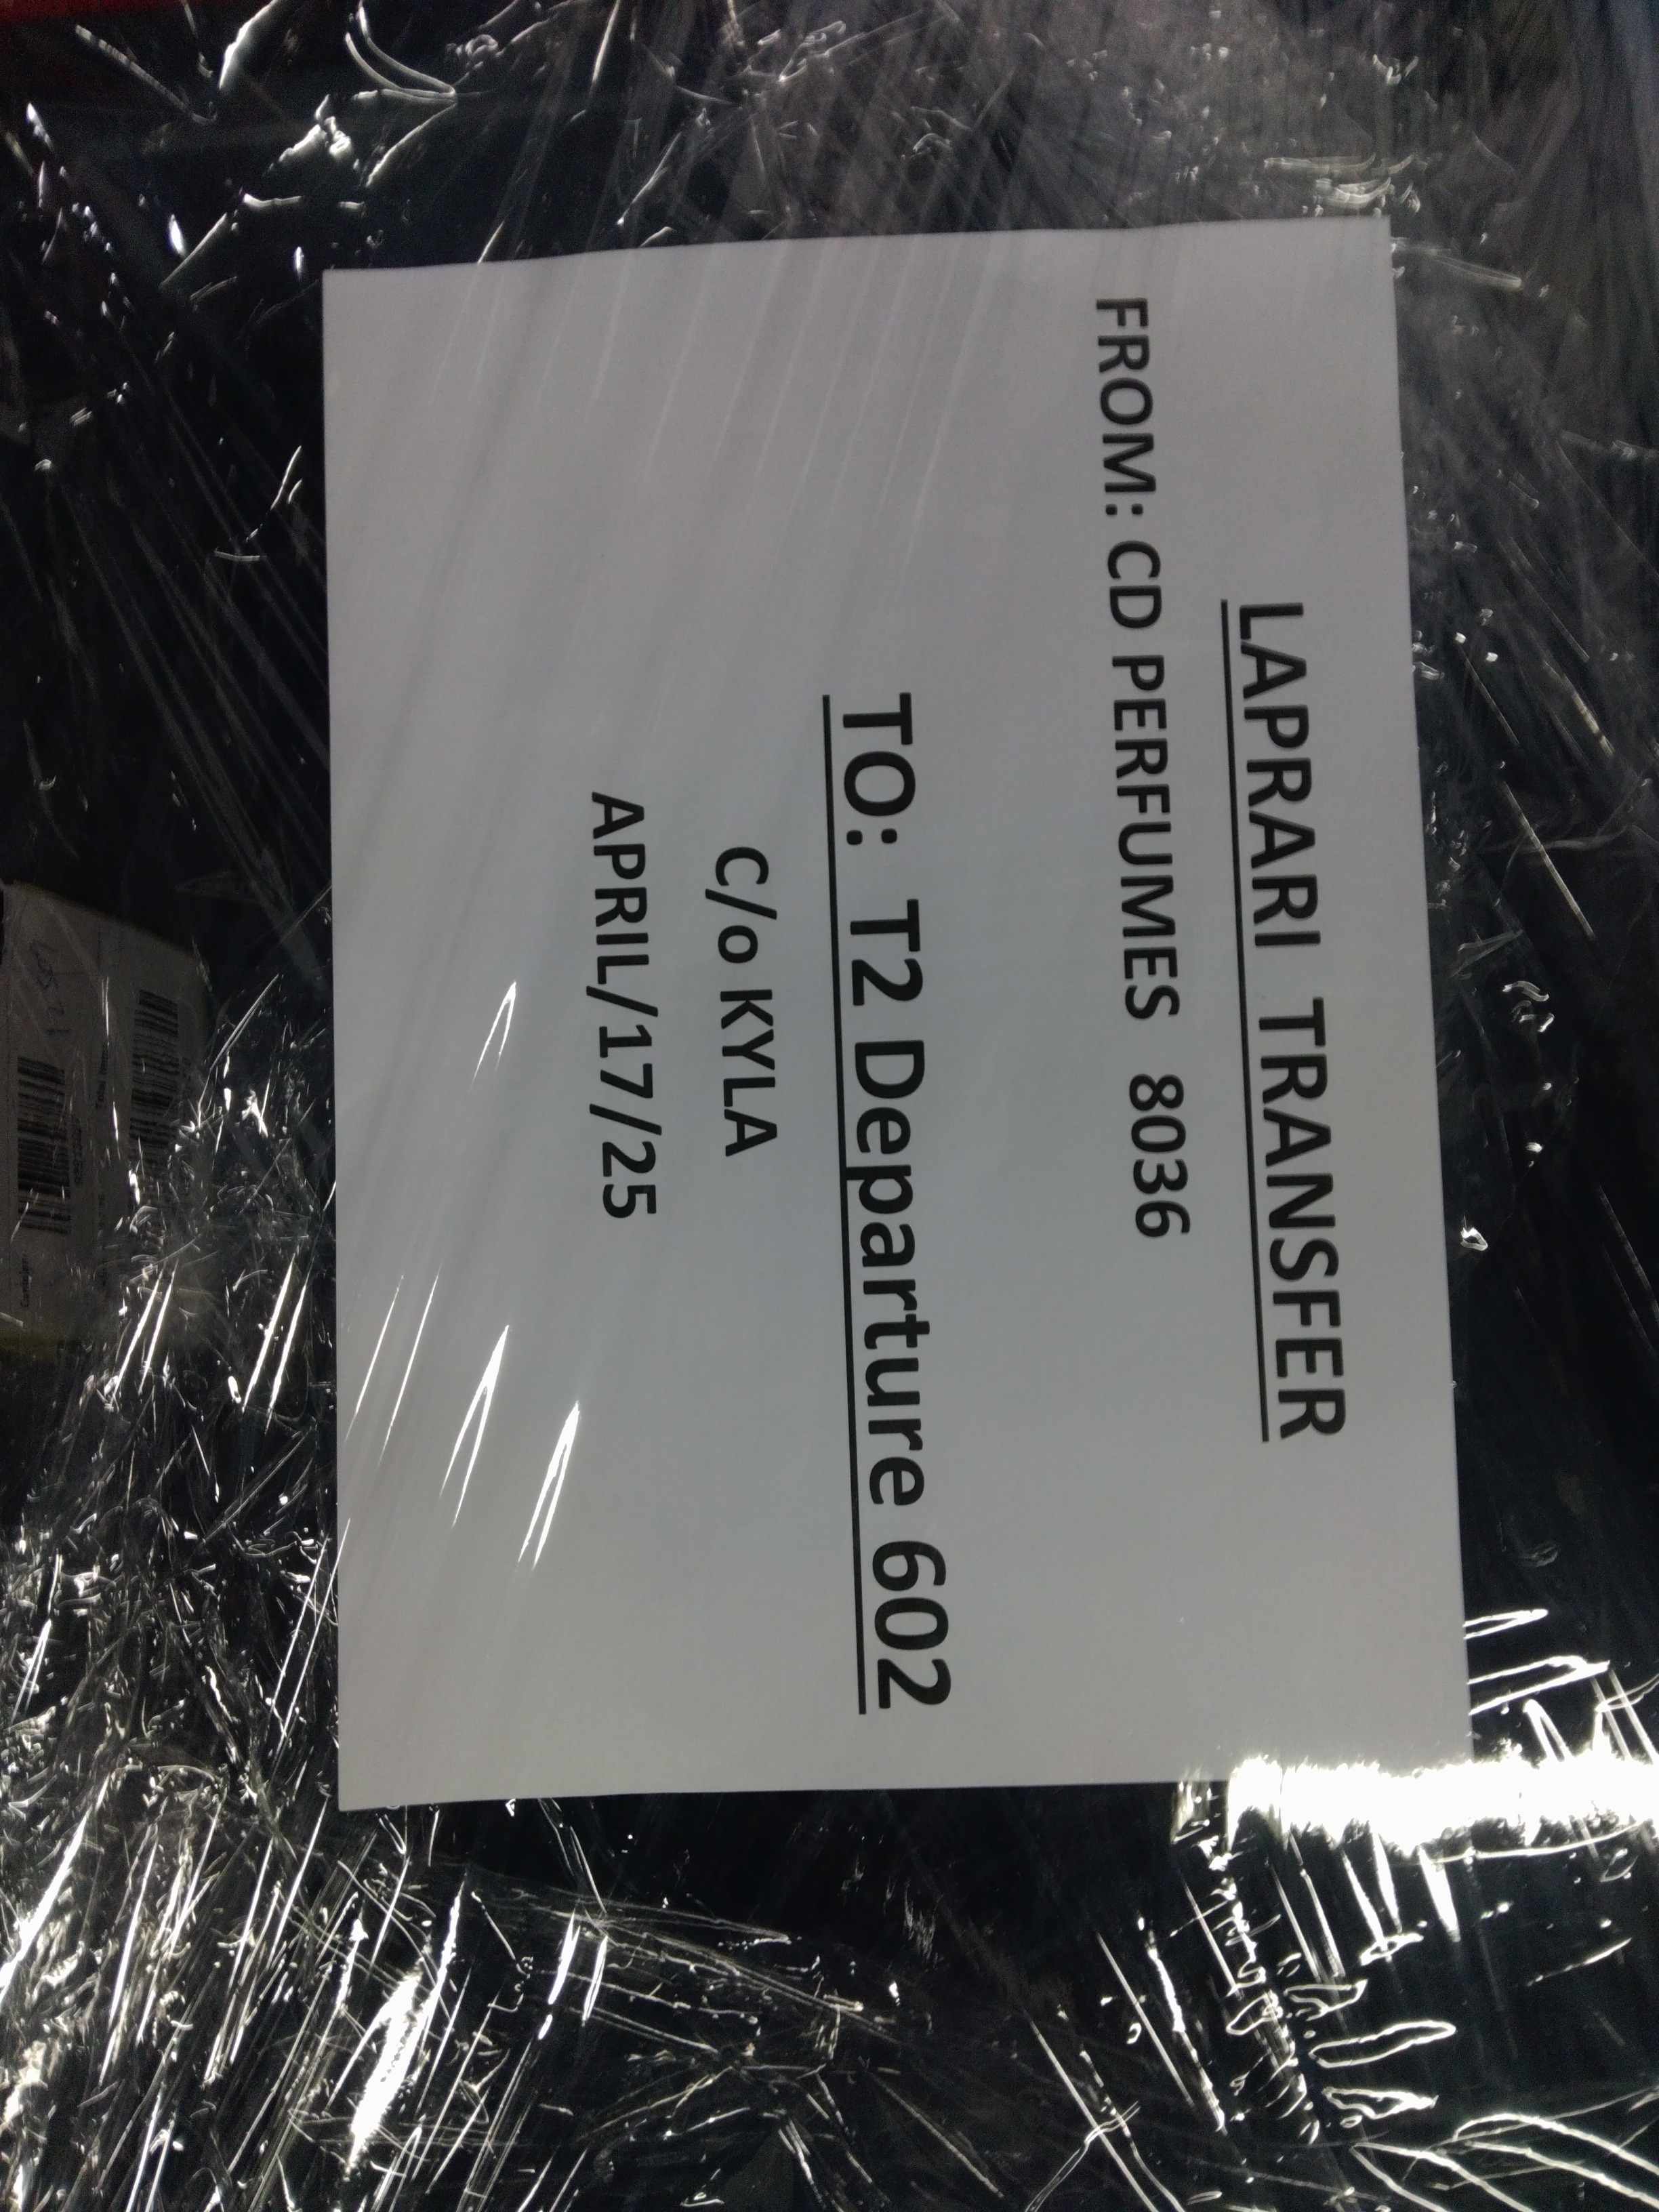 LAPRARI TRANSFER
FROM: CD PERFUMES 8036
TO: T2 Departure 602
C/o KYLA
APRIL/17/25